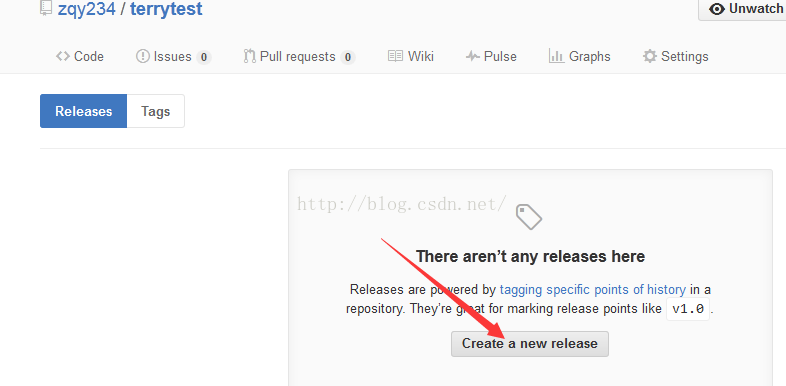 zqy234 / terrytest
Unwatch
Code Issues 0 Pull requests 0 Wiki Pulse Graphs Settings
Releases Tags
http://blog.csdn.net/
There aren’t any releases here
Releases are powered by tagging specific points of history in a
repository. They’re great for marking release points like v1.0.
Create a new release